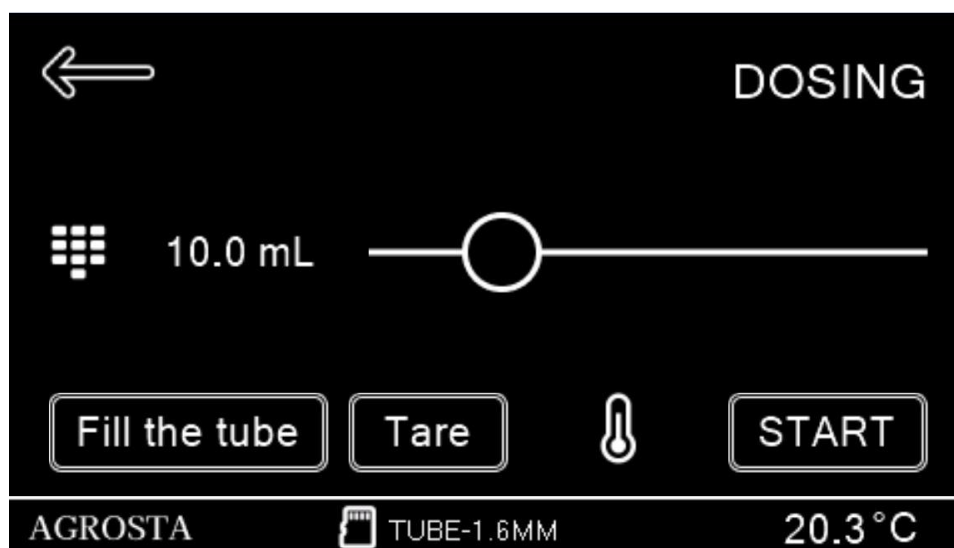 DOSING
10.0 mL
Fill the tube Tare START
AGROSTA TUBE-1.6MM 20.3°C